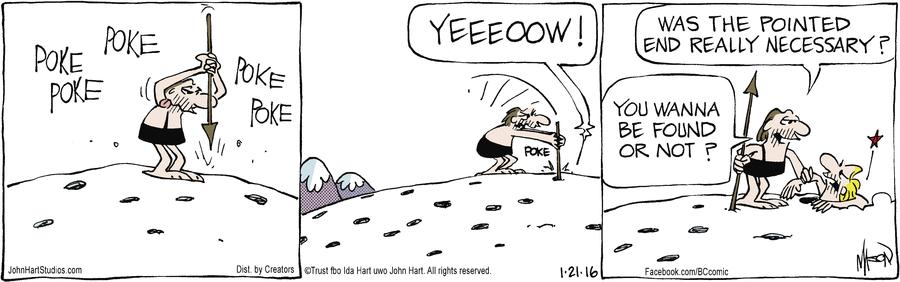 POKE
POKE
POKE
POKE
POKE
JohnHartStudios.com
Dist. by Creators
YEEEOOW!
POKE
©Trust fbo Ida Hart uwo John Hart. All rights reserved.
1·21·16
WAS THE POINTED
END REALLY NECESSARY?
YOU WANNA
BE FOUND
OR NOT?
Facebook.com/BCcomic
MASON